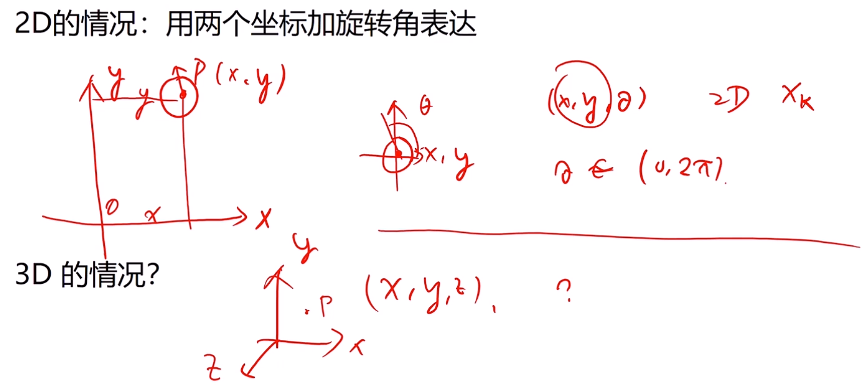 2D的情况：用两个坐标加旋转角表达
y
y
P (x, y)
O
x
x
θ
x, y
(x, y, θ)
2D
x_k
θ ∈ (0, 2π)
3D 的情况？
y
P
x
z
(x, y, z),
?